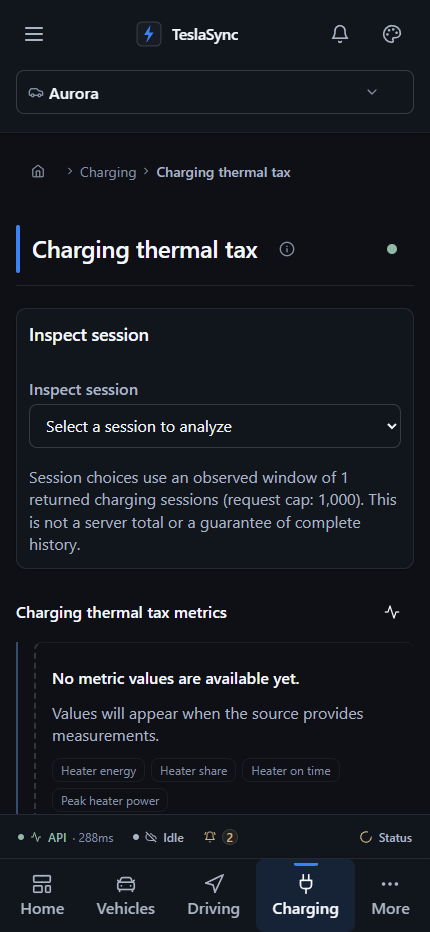 TeslaSync
Aurora
Charging
Charging thermal tax
Charging thermal tax
Inspect session
Inspect session
Select a session to analyze
Session choices use an observed window of 1
returned charging sessions (request cap: 1,000). This
is not a server total or a guarantee of complete
history.
Charging thermal tax metrics
No metric values are available yet.
Values will appear when the source provides
measurements.
Heater energy Heater share Heater on time
Peak heater power
API · 288ms Idle 2 Status
Home Vehicles Driving Charging More